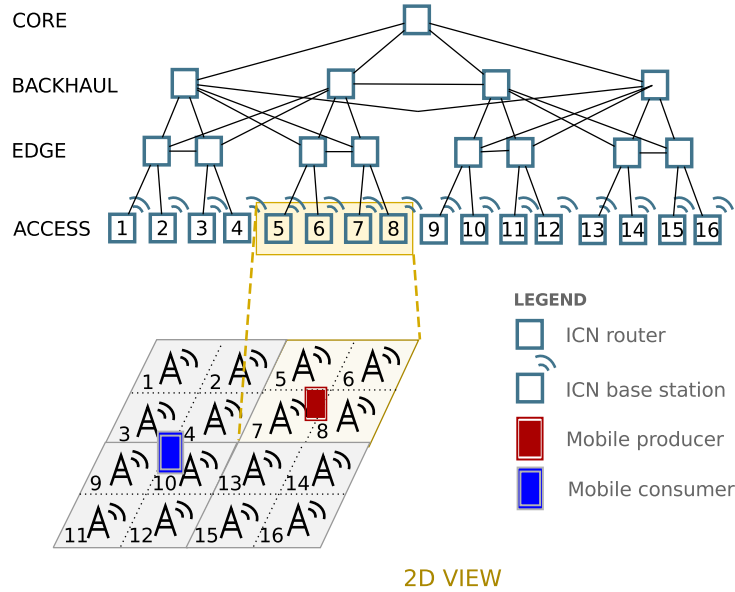 CORE
BACKHAUL
EDGE
ACCESS 1 2 3 4 5 6 7 8 9 10 11 12 13 14 15 16
LEGEND
ICN router
ICN base station
Mobile producer
Mobile consumer
1 2 5 6
3 4 7 8
9 10 13 14
11 12 15 16
2D VIEW